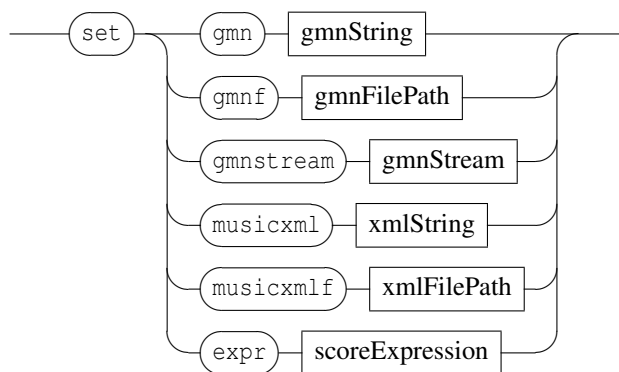 set gmn gmnString
gmnf gmnFilePath
gmnstream gmnStream
musicxml xmlString
musicxmlf xmlFilePath
expr scoreExpression